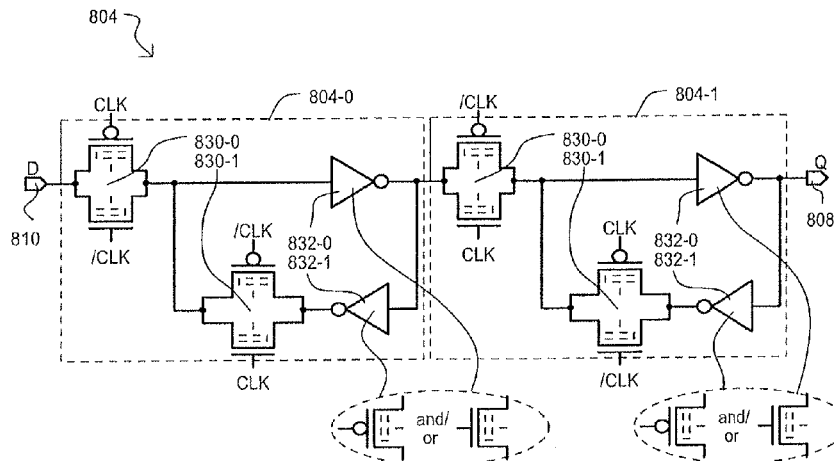 804
CLK
804-0
/CLK
804-1
D
830-0
830-1
830-0
830-1
Q
810
/CLK
/CLK
832-0
832-1
CLK
CLK
832-0
832-1
808
CLK
/CLK
and/
or
and/
or